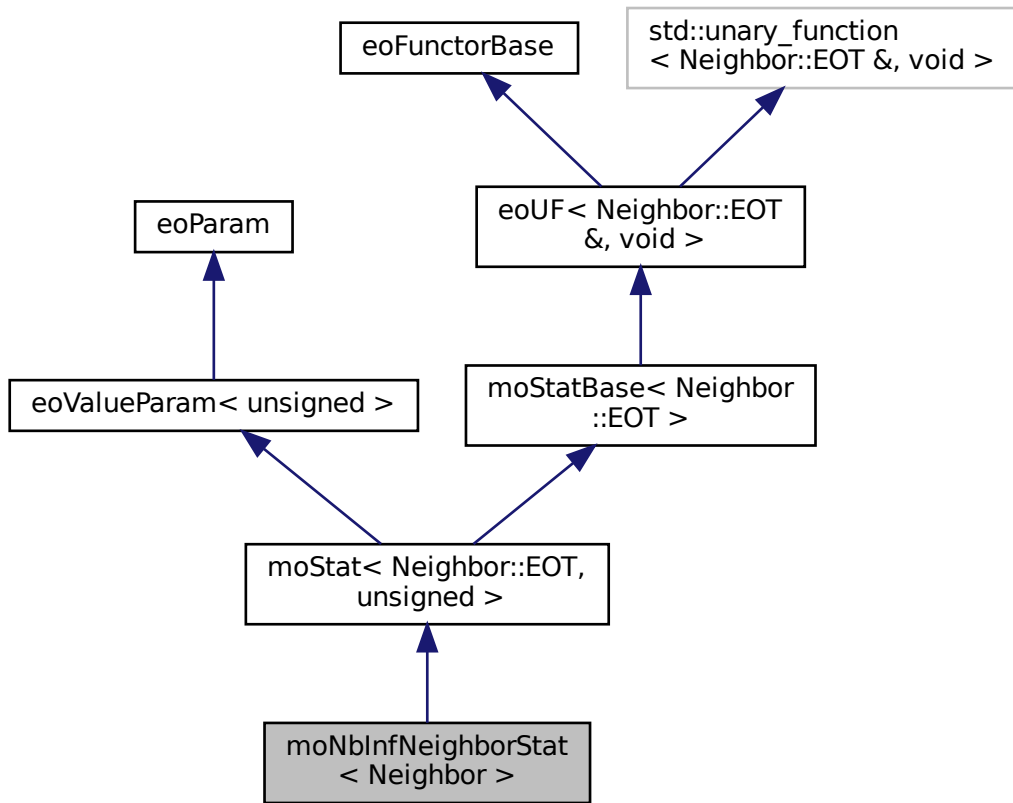 eoFunctorBase
std::unary_function
< Neighbor::EOT &, void >
eoUF< Neighbor::EOT
&, void >
eoParam
eoValueParam< unsigned >
moStatBase< Neighbor
::EOT >
moStat< Neighbor::EOT,
unsigned >
moNbInfNeighborStat
< Neighbor >